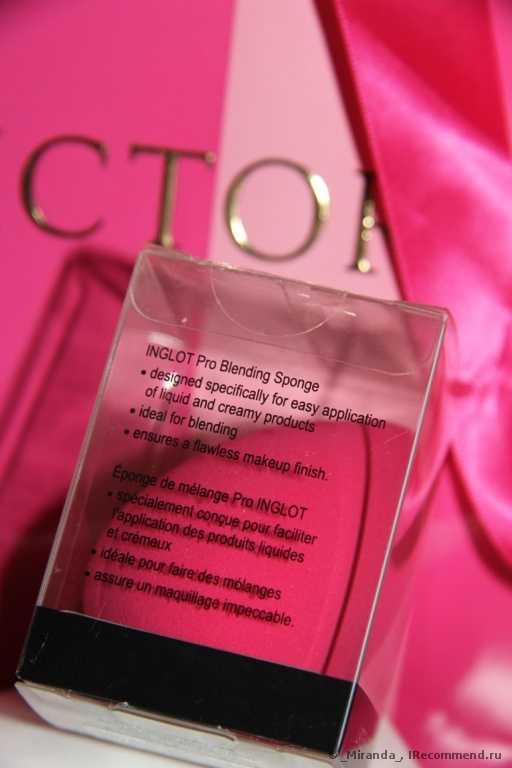 CTOR
INGLOT Pro Blending Sponge
• designed specifically for easy application
of liquid and creamy products
• ideal for blending
• ensures a flawless makeup finish.
Éponge de mélange Pro INGLOT
• spécialement conçue pour faciliter
l'application des produits liquides
et crémeux
• idéale pour faire des mélanges
• assure un maquillage impeccable.
© _Miranda_, IRecommend.ru